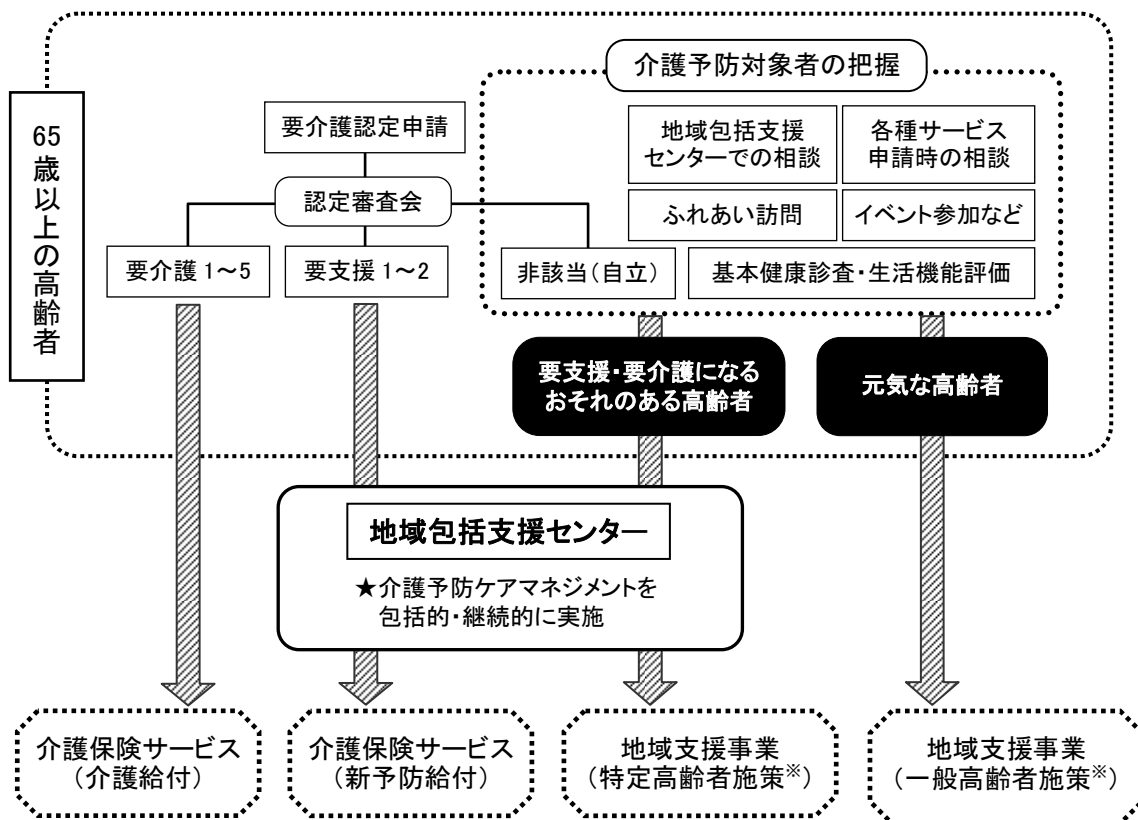 65歳以上の高齢者
介護予防対象者の把握
要介護認定申請
地域包括支援
センターでの相談
各種サービス
申請時の相談
認定審査会
ふれあい訪問
イベント参加など
要介護1～5
要支援1～2
非該当(自立)
基本健康診査・生活機能評価
要支援・要介護になる
おそれのある高齢者
元気な高齢者
地域包括支援センター
★介護予防ケアマネジメントを
包括的・継続的に実施
介護保険サービス
(介護給付)
介護保険サービス
(新予防給付)
地域支援事業
(特定高齢者施策※)
地域支援事業
(一般高齢者施策※)